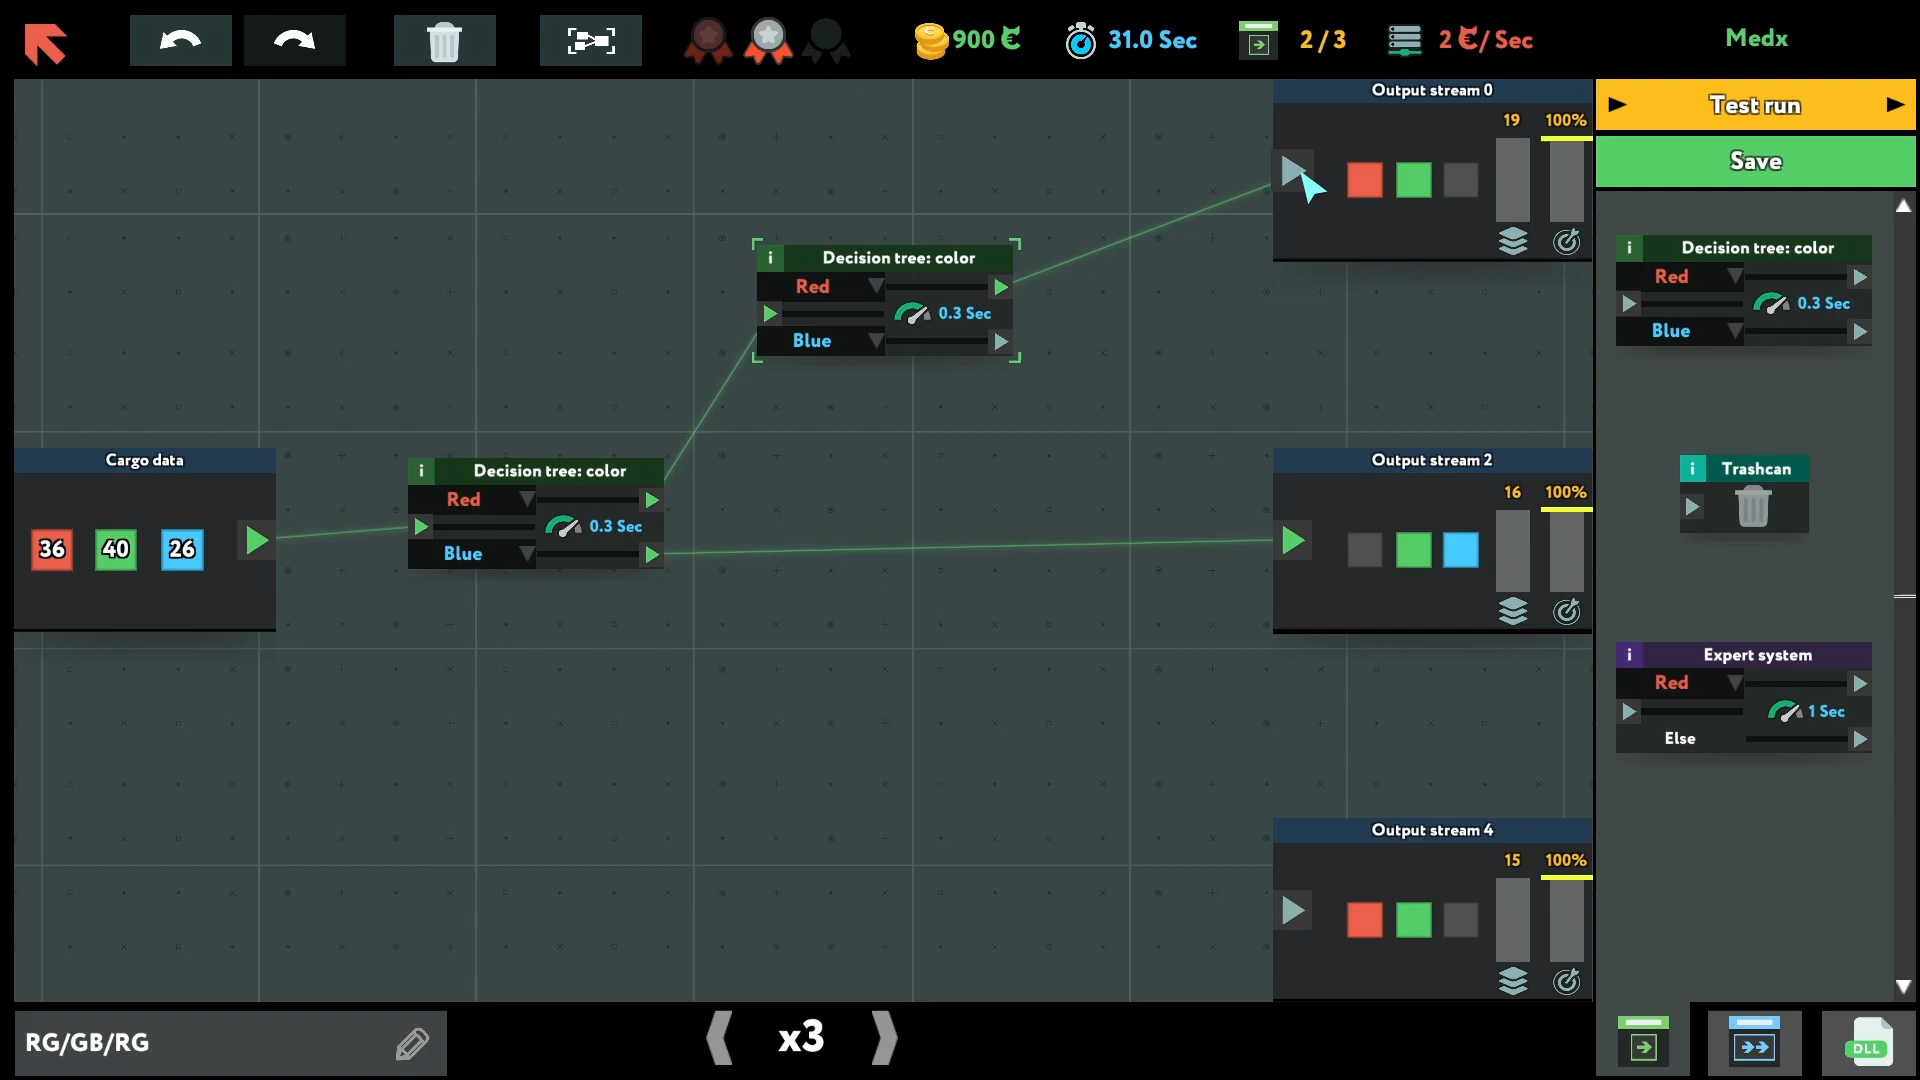 900
31.0 Sec
2 / 3
2 / Sec
Medx
Test run
Save
Output stream 0
19
100%
Decision tree: color
Red
0.3 Sec
Blue
Decision tree: color
Red
0.3 Sec
Blue
Trashcan
Expert system
Red
1 Sec
Else
Cargo data
36
40
26
Decision tree: color
Red
0.3 Sec
Blue
Output stream 2
16
100%
Output stream 4
15
100%
RG/GB/RG
x3
DLL